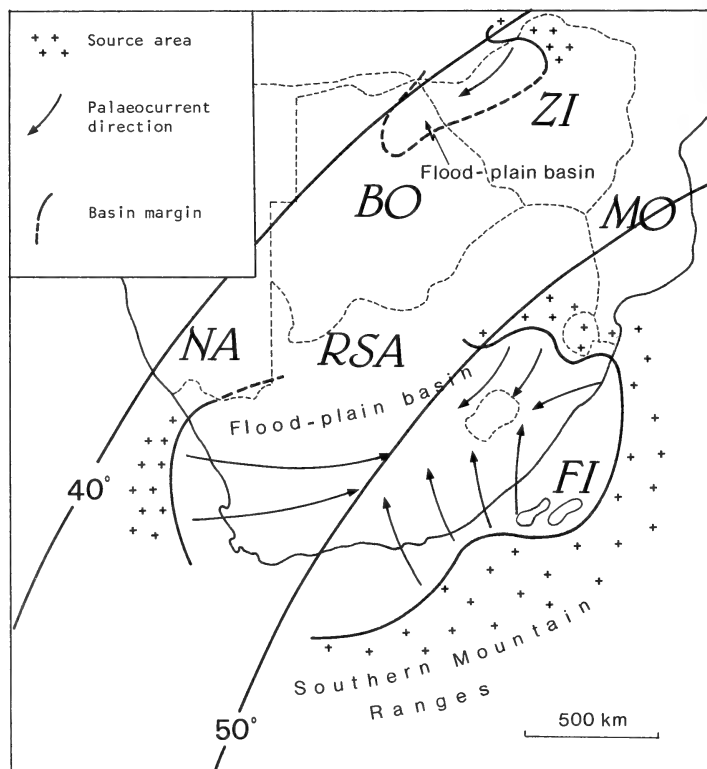 Source area
Palaeocurrent
direction
Basin margin
ZI
Flood-plain basin
BO
MO
NA
RSA
Flood-plain basin
FI
40°
Southern Mountain
Ranges
50°
500 km